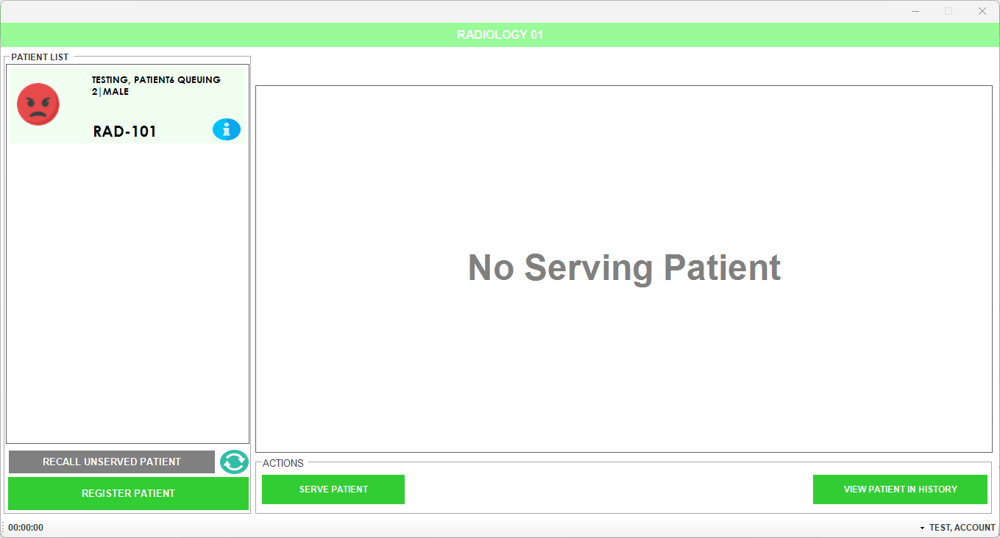 RADIOLOGY 01
PATIENT LIST
TESTING, PATIENT6 QUEUING
2|MALE
RAD-101
i
No Serving Patient
RECALL UNSERVED PATIENT
REGISTER PATIENT
ACTIONS
SERVE PATIENT
VIEW PATIENT IN HISTORY
00:00:00
TEST, ACCOUNT